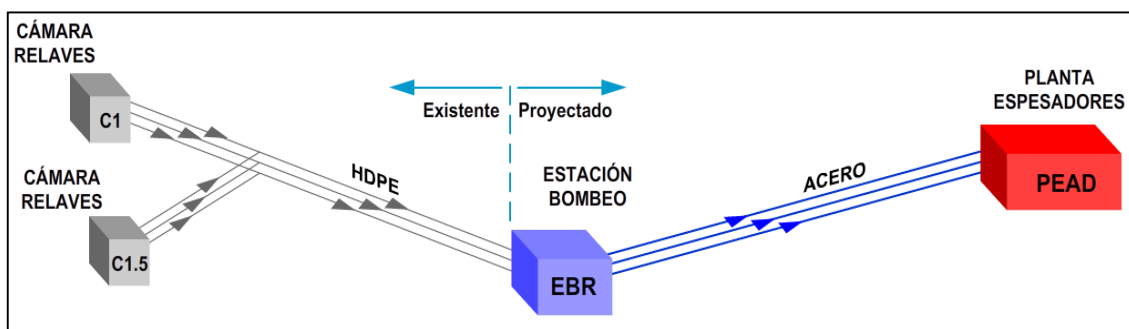 CÁMARA
RELAVES
C1
CÁMARA
RELAVES
C1.5
HDPE
Existente
Proyectado
ESTACIÓN
BOMBEO
EBR
ACERO
PLANTA
ESPESADORES
PEAD